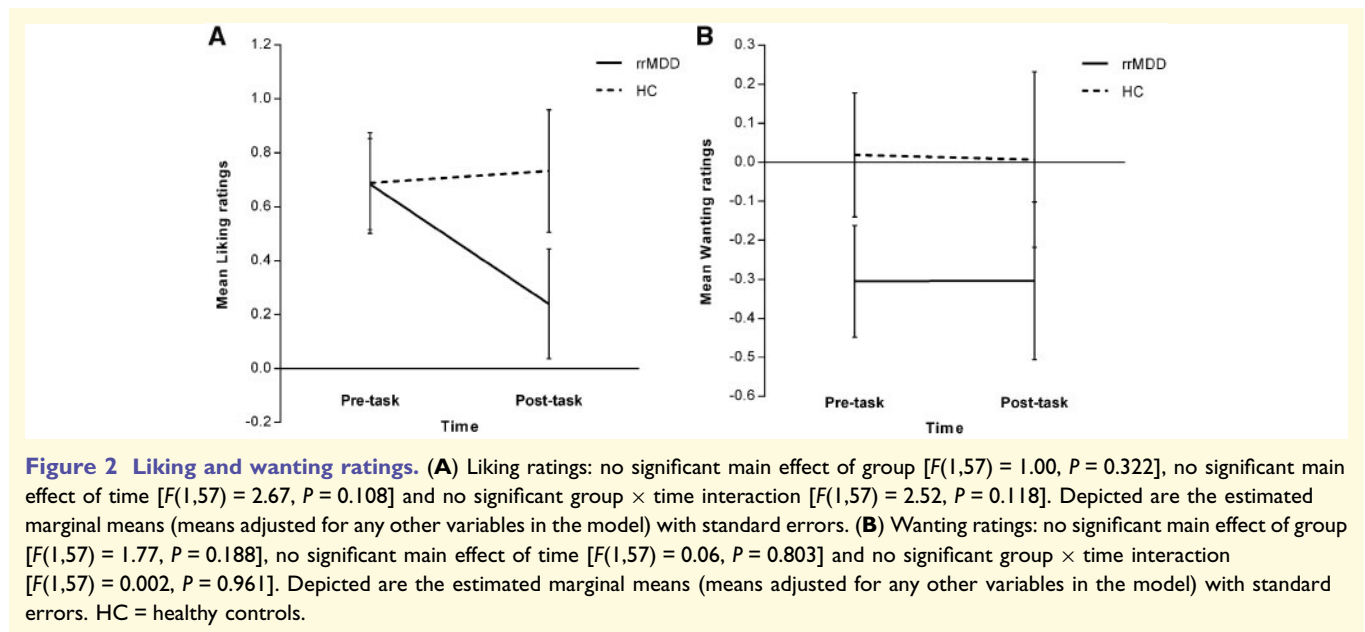 A
1.2
1.0
0.8
0.6
0.4
0.2
0.0
-0.2
Mean Liking ratings
rrMDD
HC
Pre-task
Post-task
Time
B
0.3
0.2
0.1
0.0
-0.1
-0.2
-0.3
-0.4
-0.5
-0.6
Mean Wanting ratings
rrMDD
HC
Pre-task
Post-task
Time
Figure 2 Liking and wanting ratings. (A) Liking ratings: no significant main effect of group [F(1,57) = 1.00, P = 0.322], no significant main
effect of time [F(1,57) = 2.67, P = 0.108] and no significant group × time interaction [F(1,57) = 2.52, P = 0.118]. Depicted are the estimated
marginal means (means adjusted for any other variables in the model) with standard errors. (B) Wanting ratings: no significant main effect of group
[F(1,57) = 1.77, P = 0.188], no significant main effect of time [F(1,57) = 0.06, P = 0.803] and no significant group × time interaction
[F(1,57) = 0.002, P = 0.961]. Depicted are the estimated marginal means (means adjusted for any other variables in the model) with standard
errors. HC = healthy controls.